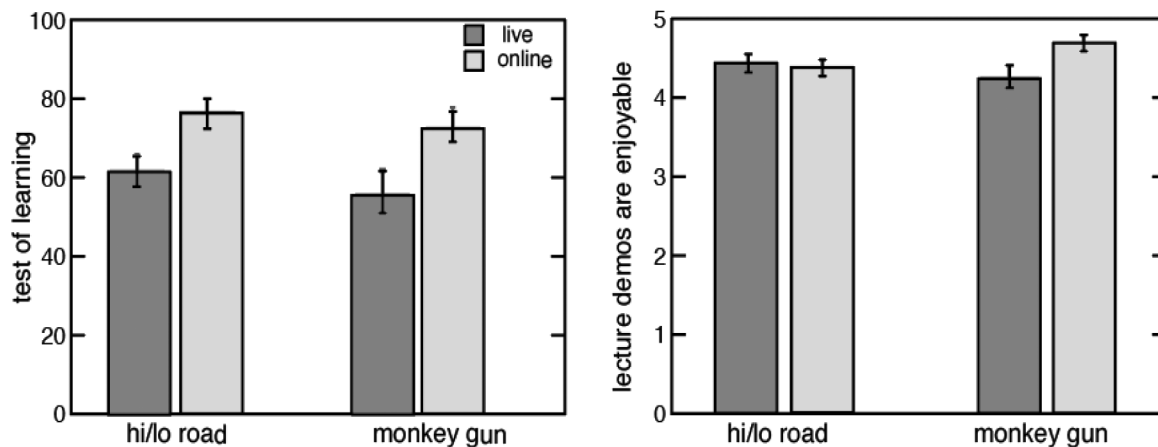 test of learning
100
80
60
40
20
0
live
online
hi/lo road
monkey gun
lecture demos are enjoyable
5
4
3
2
1
0
hi/lo road
monkey gun